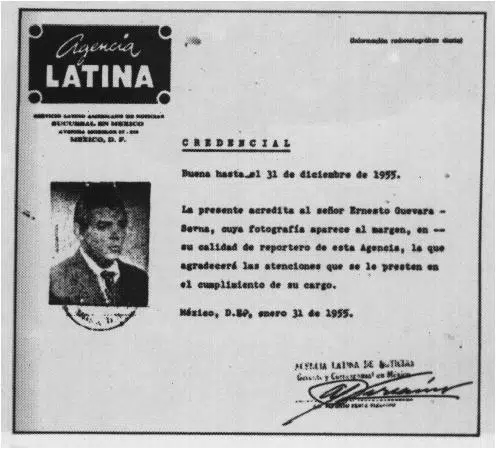 Agencia
LATINA
(Información radiotelegráfica diaria)
SERVICIO LATINO AMERICANO DE NOTICIAS
SUCURSAL EN MEXICO
MEXICO, D. F.
CREDENCIAL
Buena hasta el 31 de diciembre de 1955.
La presente acredita al señor Ernesto Guevara -
Serna, cuya fotografía aparece al margen, en --
su calidad de reportero de esta Agencia, la que
agradecerá las atenciones que se le presten en
el cumplimiento de su cargo.
México, D.F., enero 31 de 1955.
AGENCIA LATINA DE NOTICIAS
Gerente y Corresponsal en México